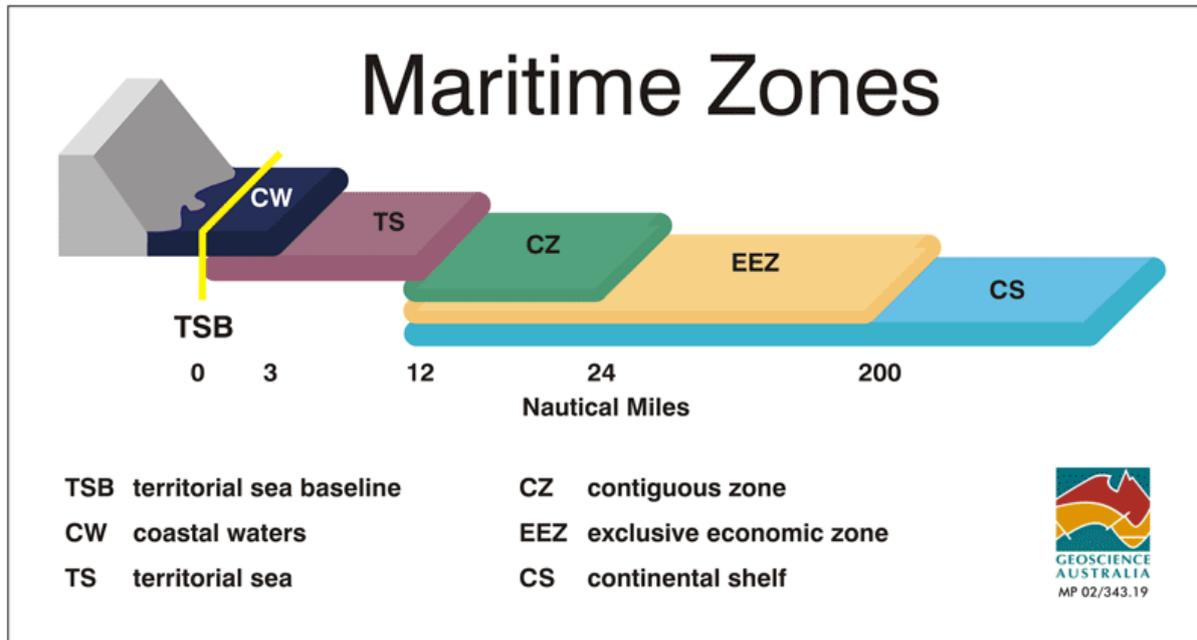 Maritime Zones
CW
TS
CZ
EEZ
CS
TSB
0 3 12 24 200
Nautical Miles
TSB territorial sea baseline
CW coastal waters
TS territorial sea
CZ contiguous zone
EEZ exclusive economic zone
CS continental shelf
GEOSCIENCE
AUSTRALIA
MP 02/343.19